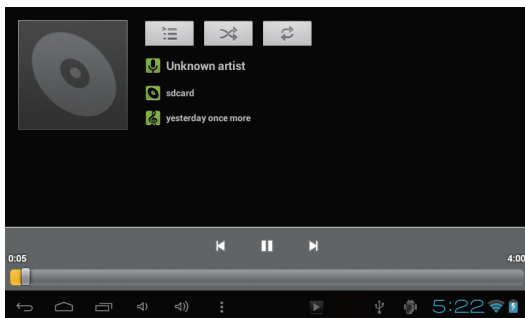 Unknown artist
sdcard
yesterday once more
0:05
4:00
5:22